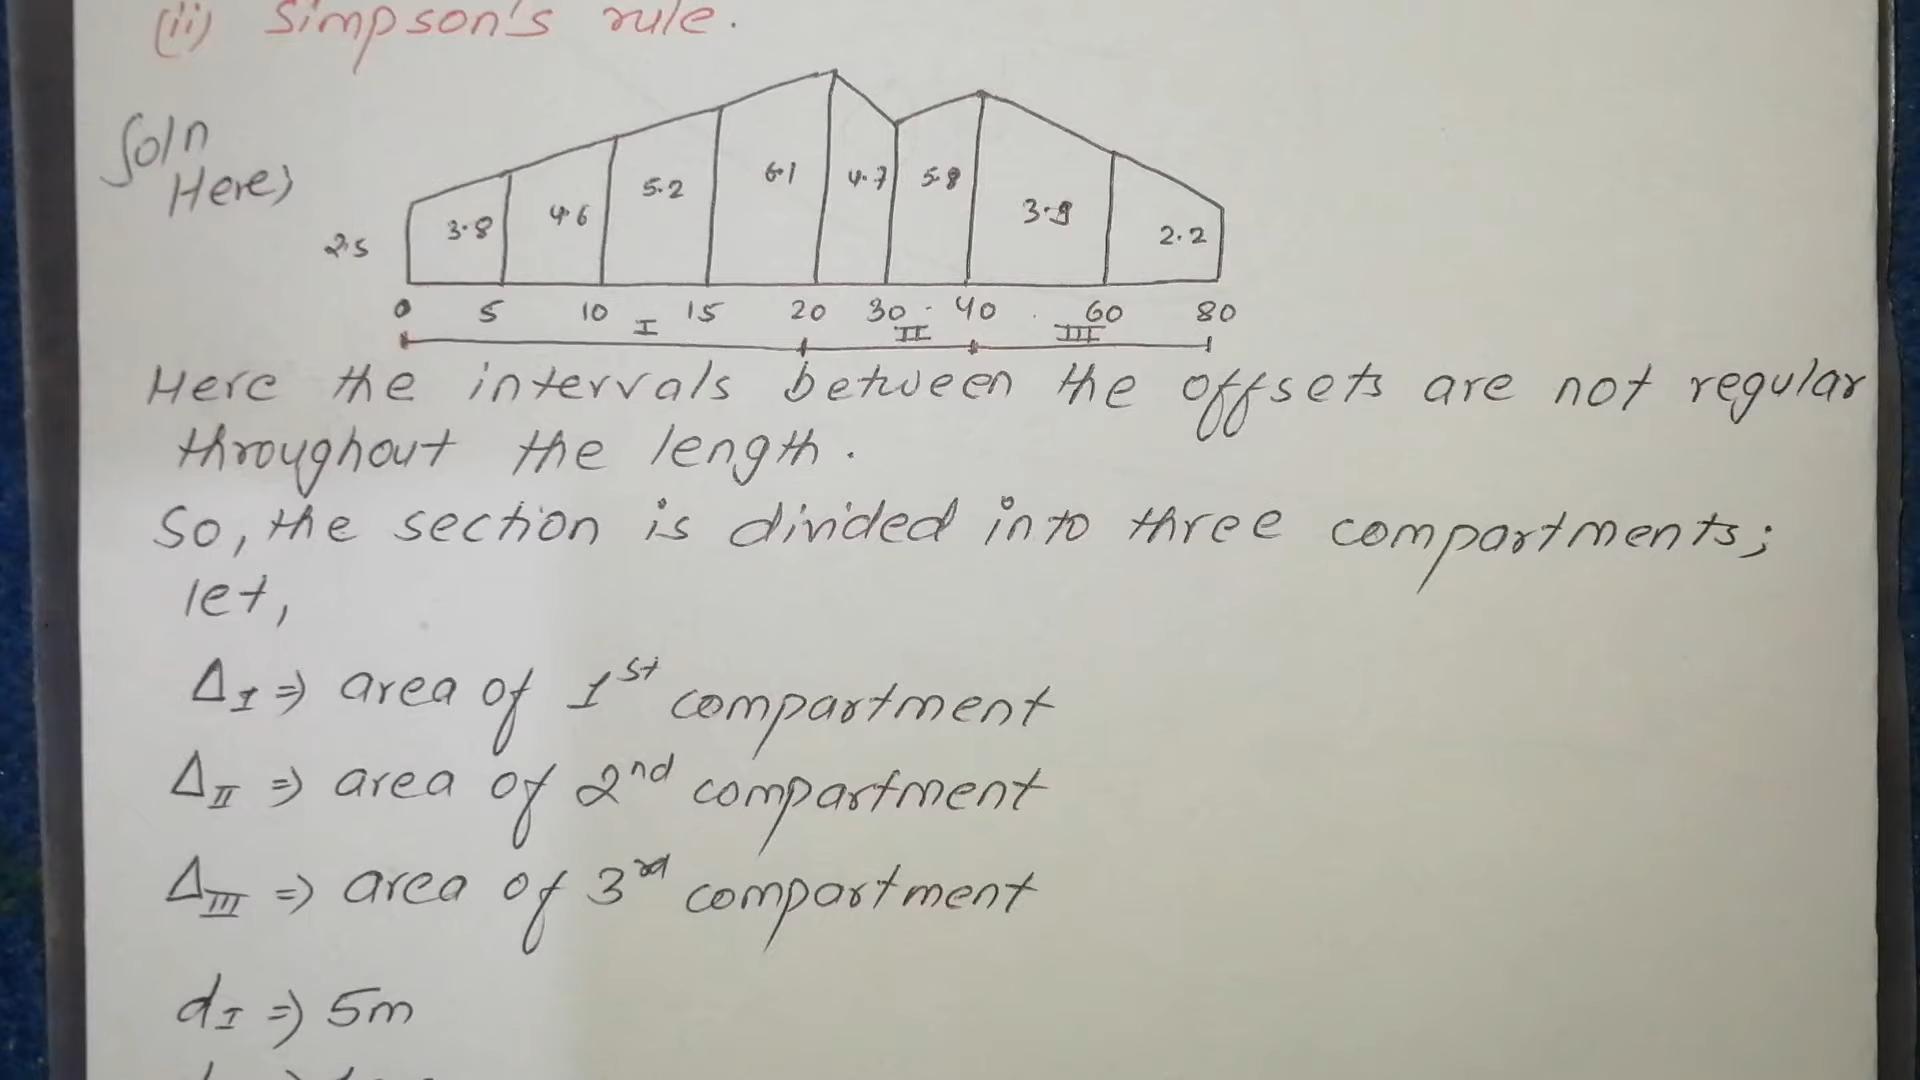 (ii) Simpson's rule.
Soln
Here,
2.5 3.8 4.6 5.2 6.1 4.7 5.8 3.9 2.2
0 5 10 15 20 30 40 60 80
I II III
Here the intervals between the offsets are not regular
throughout the length.
So, the section is divided into three compartments;
let,
ΔI ⇒ area of 1st compartment
ΔII ⇒ area of 2nd compartment
ΔIII ⇒ area of 3rd compartment
dI ⇒ 5m